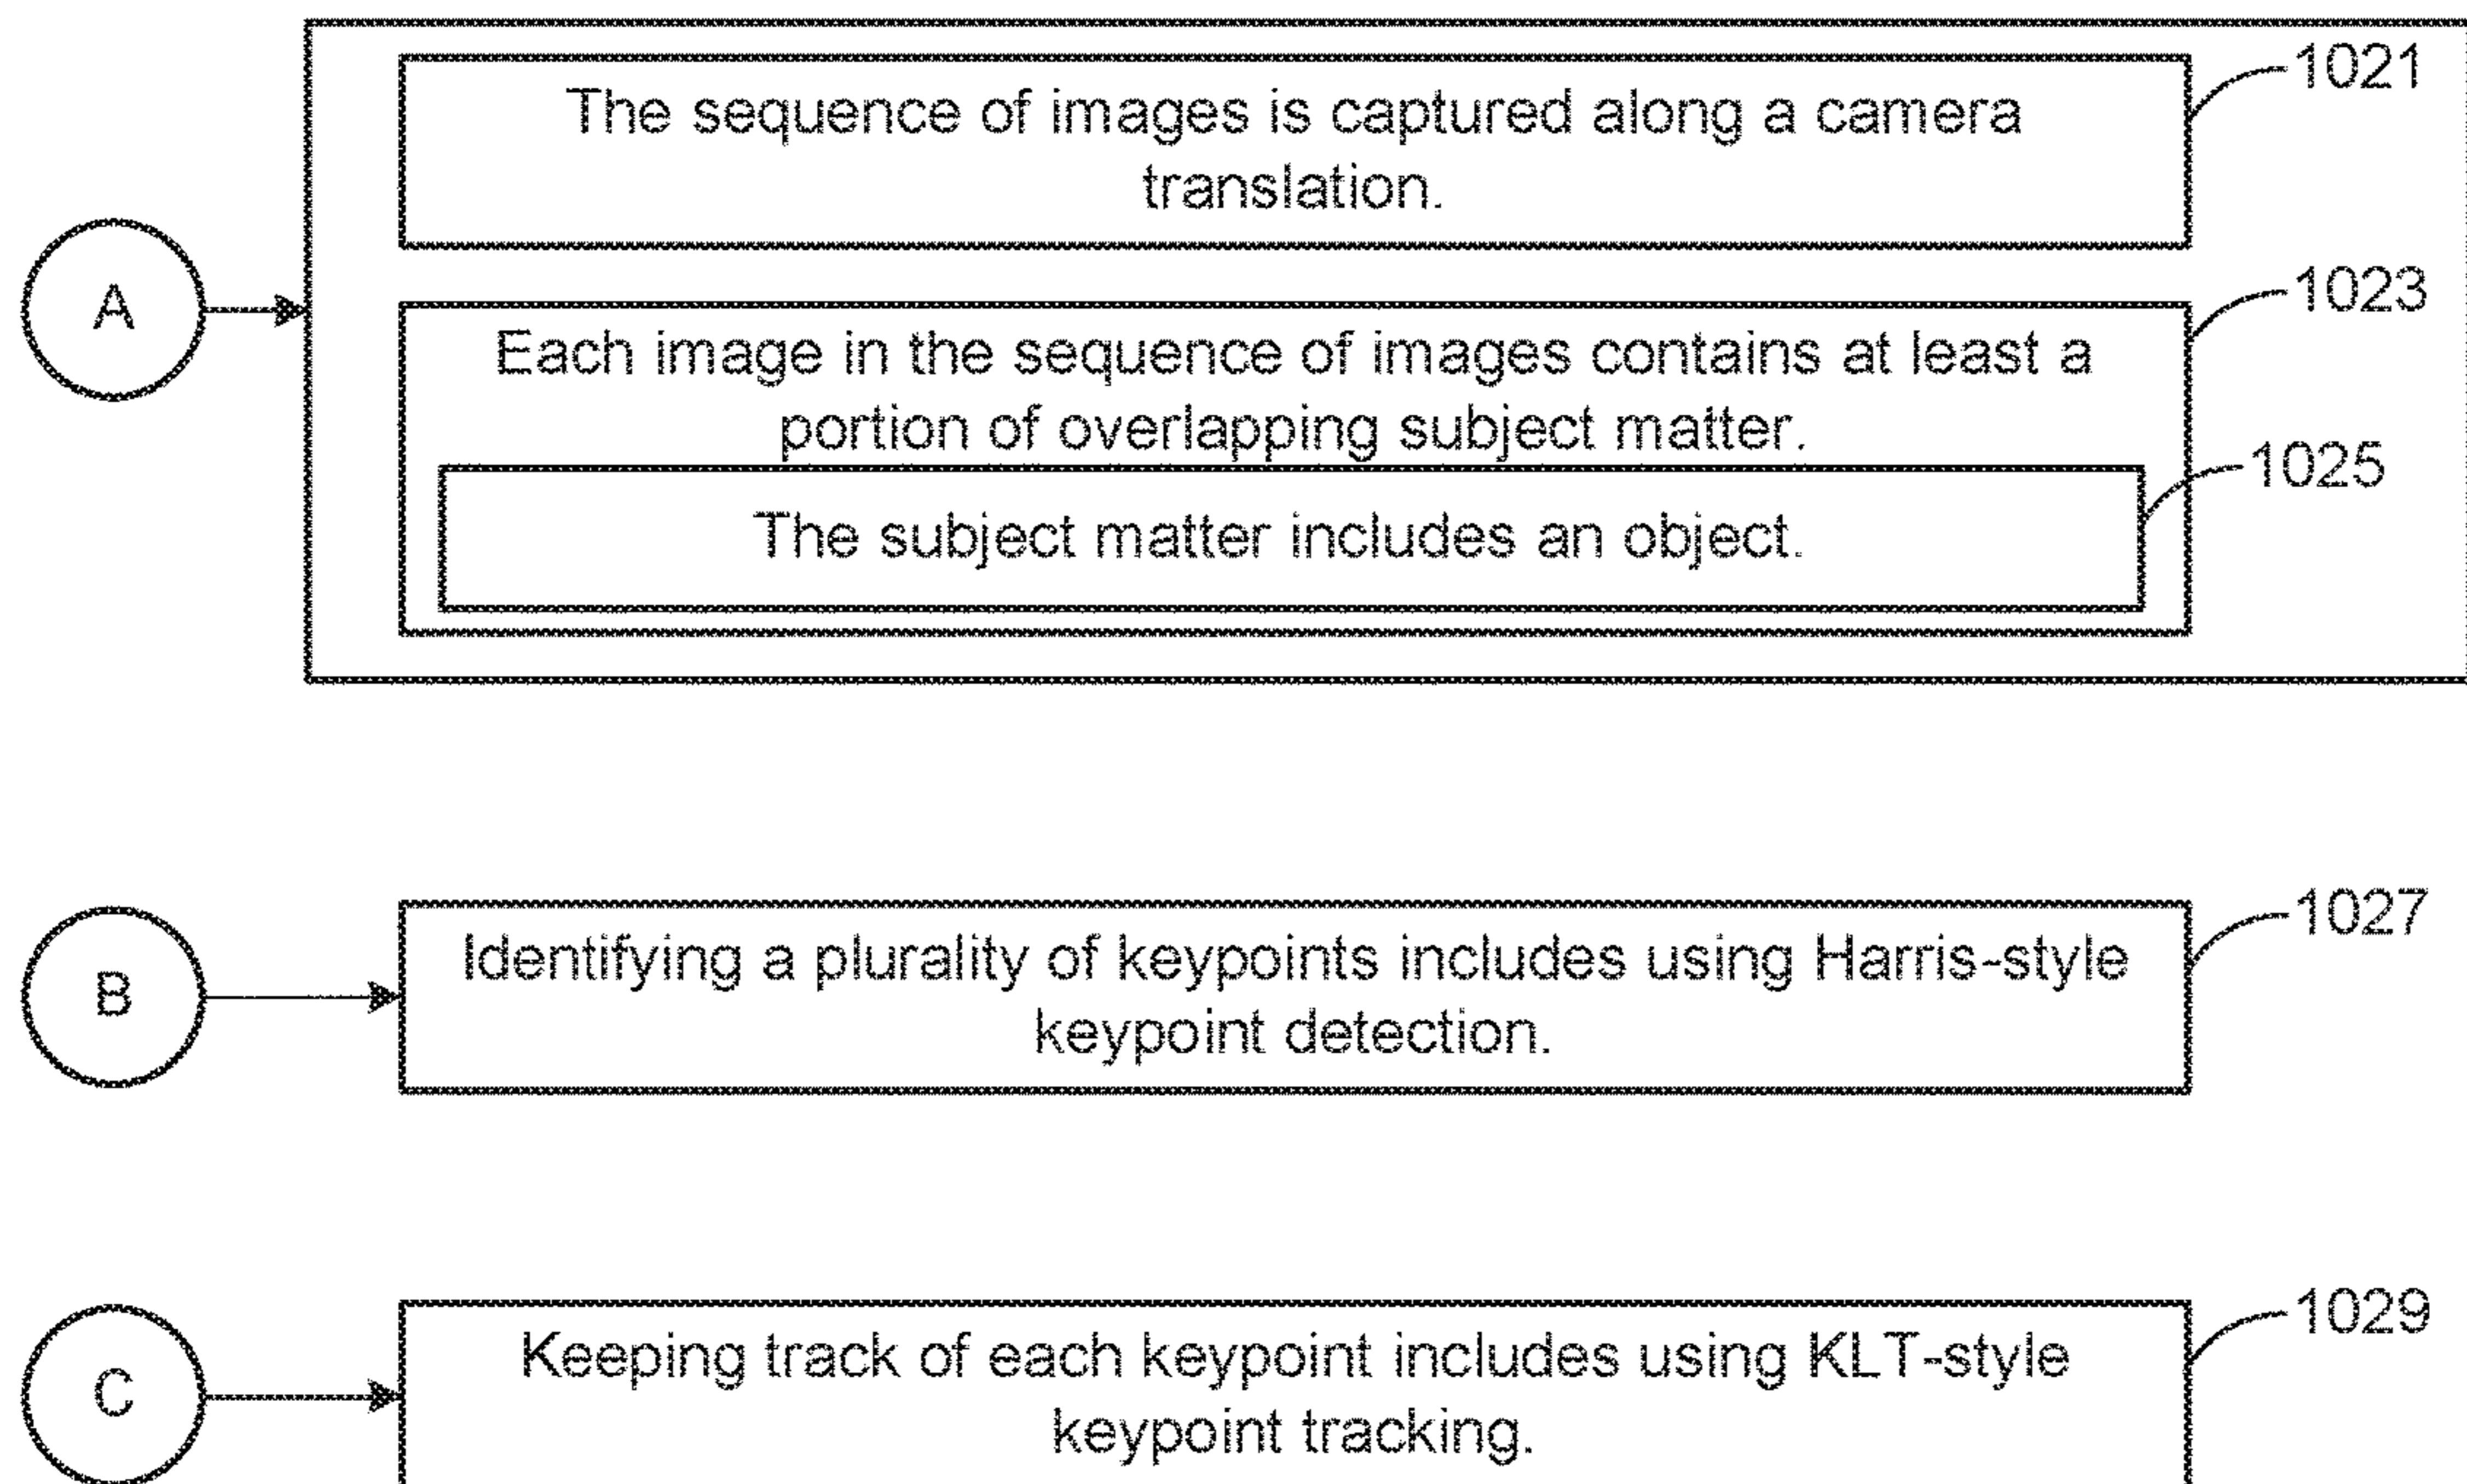 1021
The sequence of images is captured along a camera
translation.
A
1023
Each image in the sequence of images contains at least a
portion of overlapping subject matter.
1025
The subject matter includes an object.
1027
B
Identifying a plurality of keypoints includes using Harris-style
keypoint detection.
1029
C
Keeping track of each keypoint includes using KLT-style
keypoint tracking.